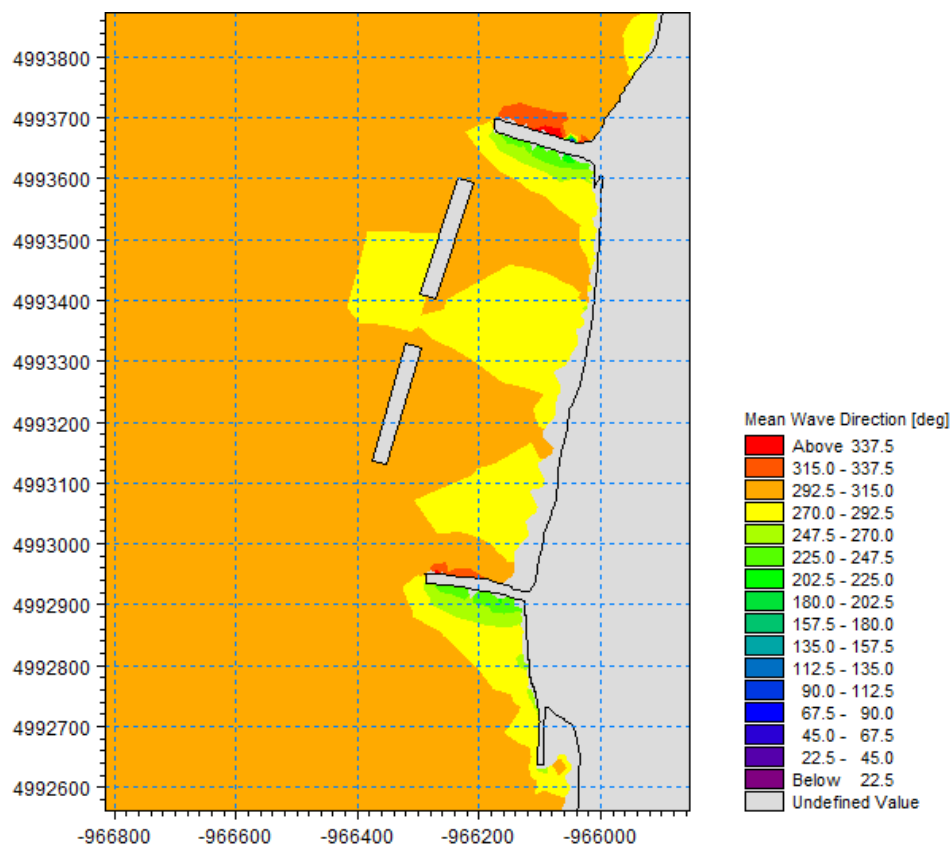 4993800
4993700
4993600
4993500
4993400
4993300
4993200
4993100
4993000
4992900
4992800
4992700
4992600
-966800 -966600 -966400 -966200 -966000
Mean Wave Direction [deg]
Above 337.5
315.0 - 337.5
292.5 - 315.0
270.0 - 292.5
247.5 - 270.0
225.0 - 247.5
202.5 - 225.0
180.0 - 202.5
157.5 - 180.0
135.0 - 157.5
112.5 - 135.0
90.0 - 112.5
67.5 - 90.0
45.0 - 67.5
22.5 - 45.0
Below 22.5
Undefined Value